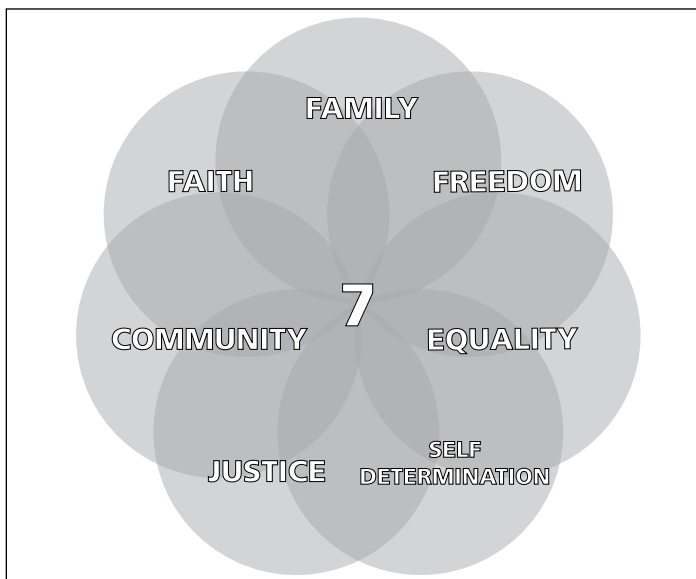 FAMILY
FAITH
FREEDOM
7
COMMUNITY
EQUALITY
JUSTICE
SELF
DETERMINATION